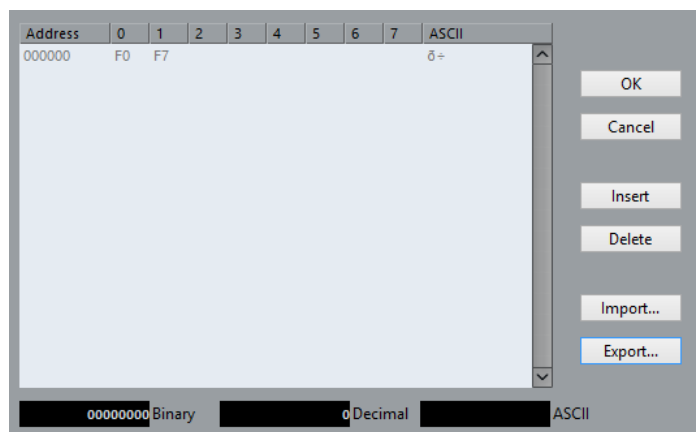 Address 0 1 2 3 4 5 6 7 ASCII
000000 F0 F7 ð÷
OK
Cancel
Insert
Delete
Import...
Export...
00000000 Binary 0 Decimal ASCII